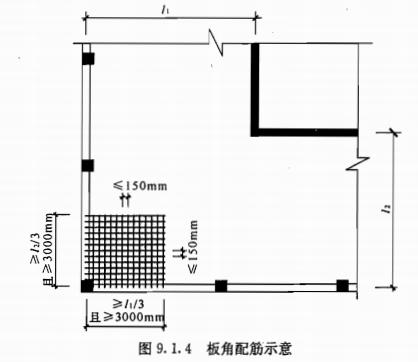 l₁
≤150mm
≤150mm
l₂
≥l₂/3
且≥3000mm
≥l₁/3
且≥3000mm
图 9.1.4 板角配筋示意